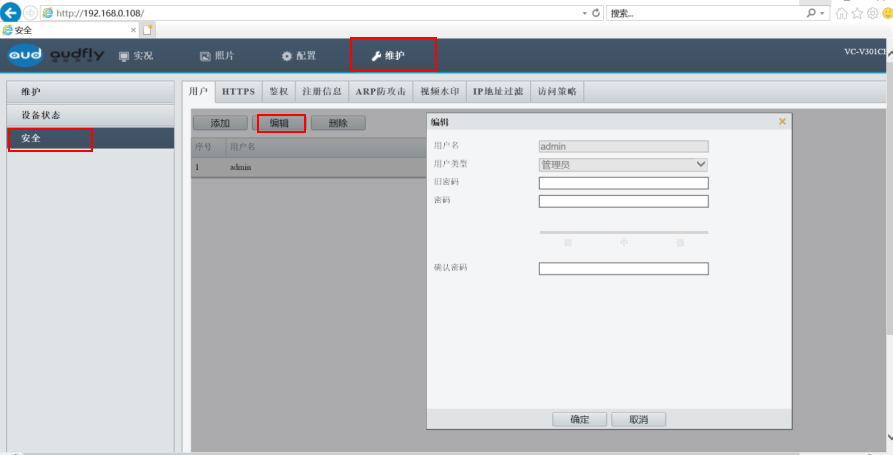 http://192.168.0.108/
搜索...
安全
aud audfly 实况 照片 配置 维护 VC-V301CH
维护
设备状态
安全
用户 HTTPS 鉴权 注册信息 ARP防攻击 视频水印 IP地址过滤 访问策略
添加 编辑 删除
序号 用户名
1 admin
编辑
用户名 admin
用户类型 管理员
旧密码
密码
弱 中 强
确认密码
确定 取消